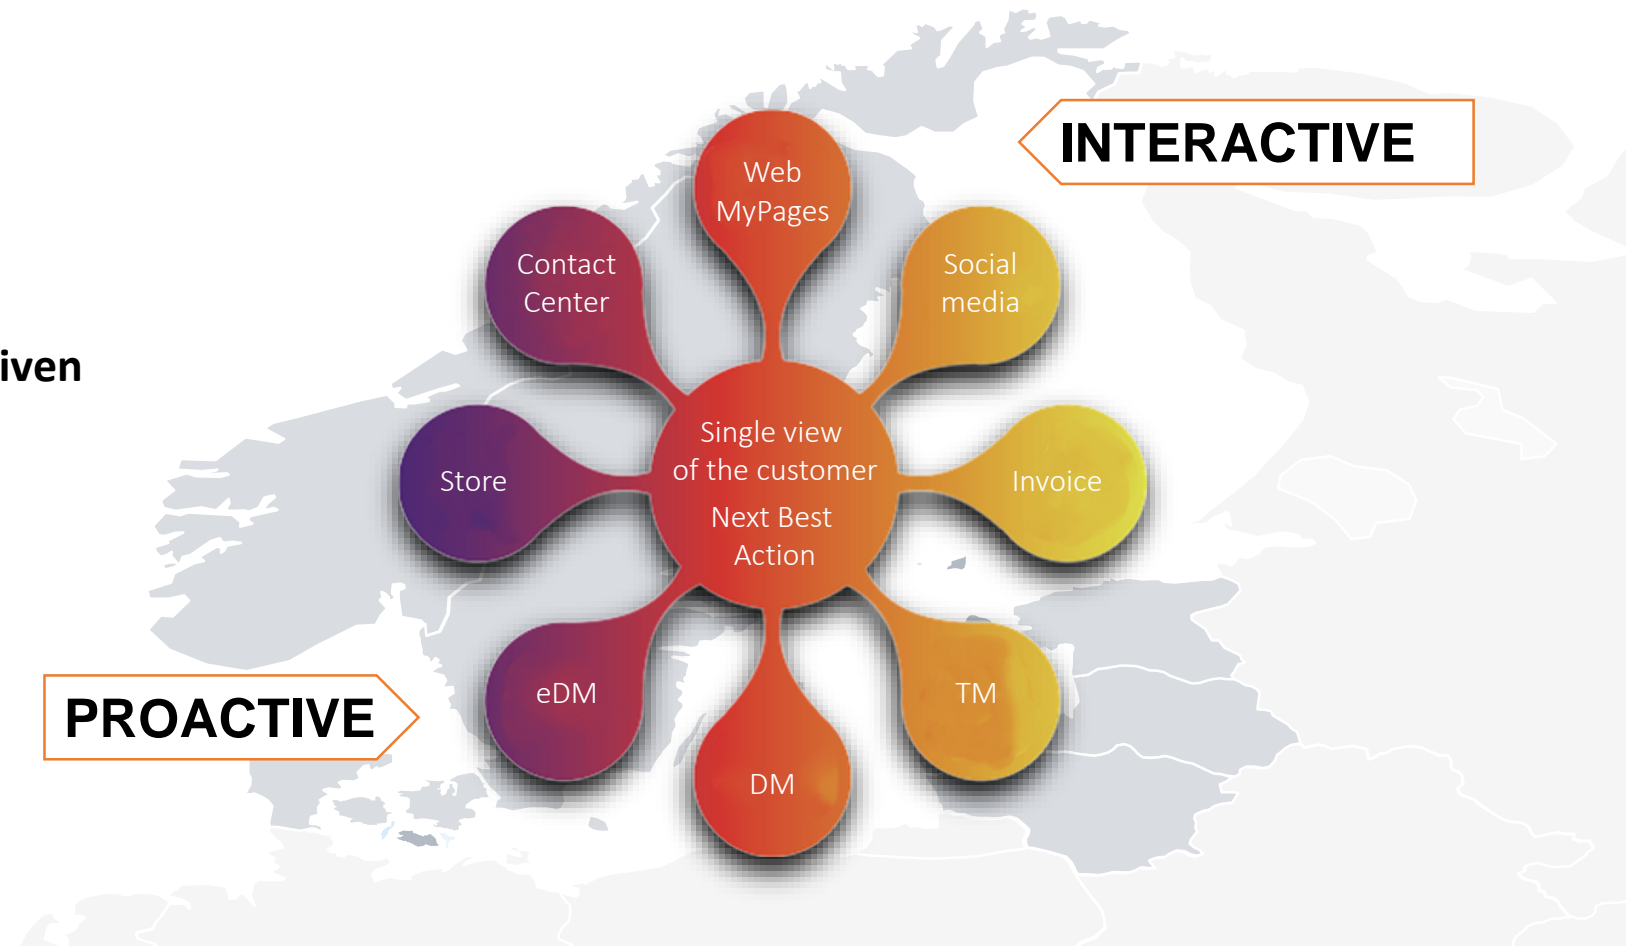 INTERACTIVE
Web
MyPages
Contact
Center
Social
media
iven
Single view
of the customer
Next Best
Action
Store
Invoice
eDM
TM
PROACTIVE
DM